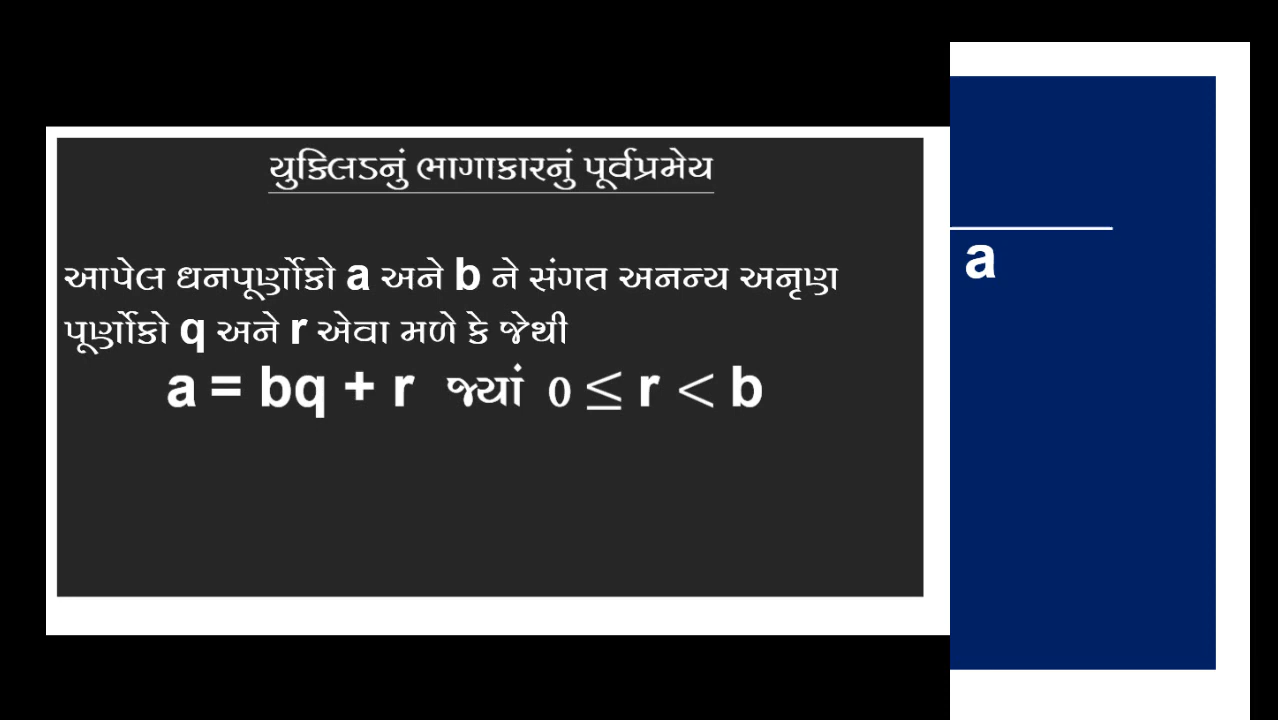 યુક્લિડનું ભાગાકારનું પૂર્વપ્રમેય
આપેલ ધનપૂર્ણાંકો a અને b ને સંગત અનન્ય અનૃણ
પૂર્ણાંકો q અને r એવા મળે કે જેથી
a = bq + r જ્યાં 0 ≤ r < b
a